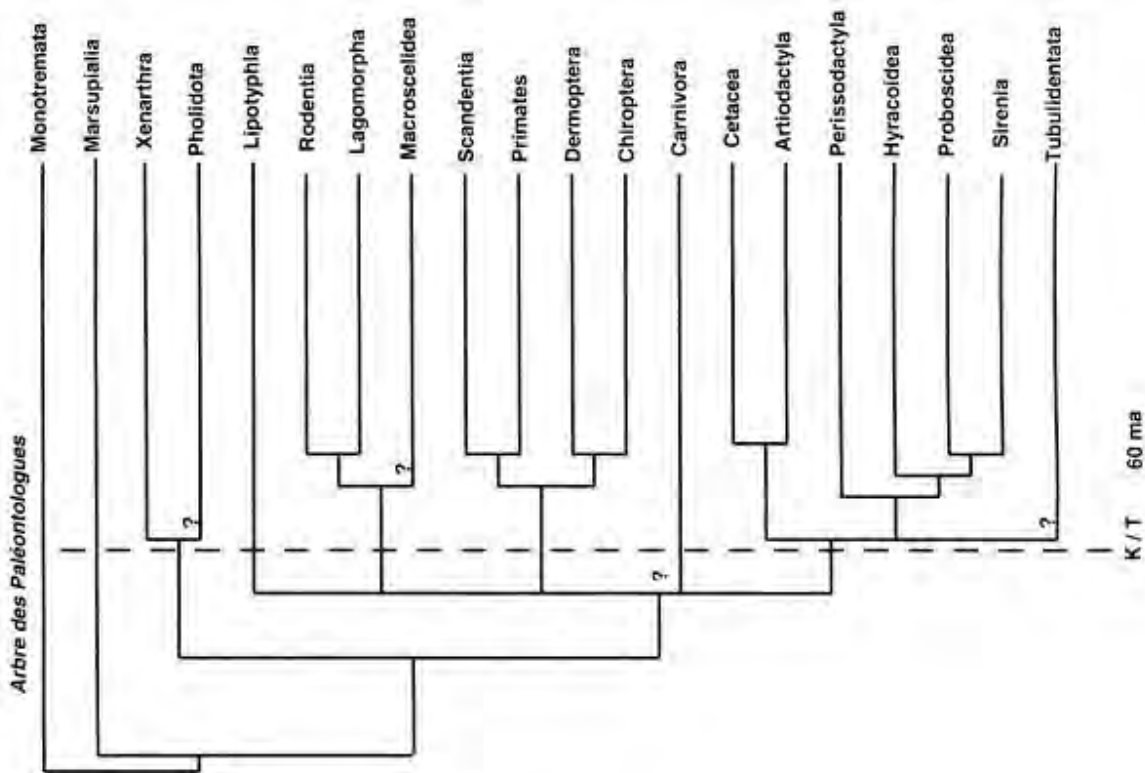 Arbre des Paléontologues
Monotremata
Marsupialia
Xenarthra
Pholidota
?
Lipotyphla
Rodentia
Lagomorpha
Macroscelidea
?
Scandentia
Primates
Dermoptera
Chiroptera
Carnivora
?
Cetacea
Artiodactyla
Perissodactyla
Hyracoidea
Proboscidea
Sirenia
Tubulidentata
?
K / T
60 ma